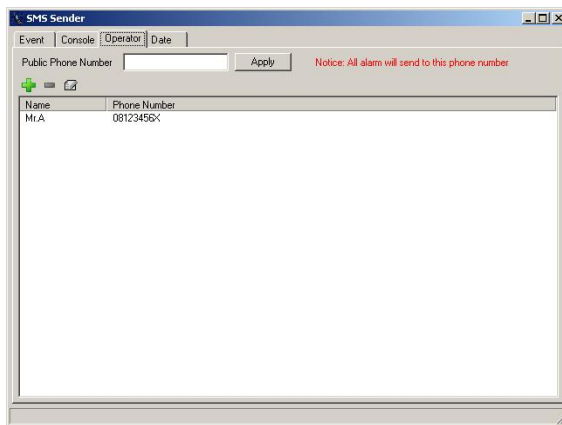 SMS Sender
Event Console Operator Date
Public Phone Number Apply Notice: All alarm will send to this phone number
Name Phone Number
Mr.A 08123456X